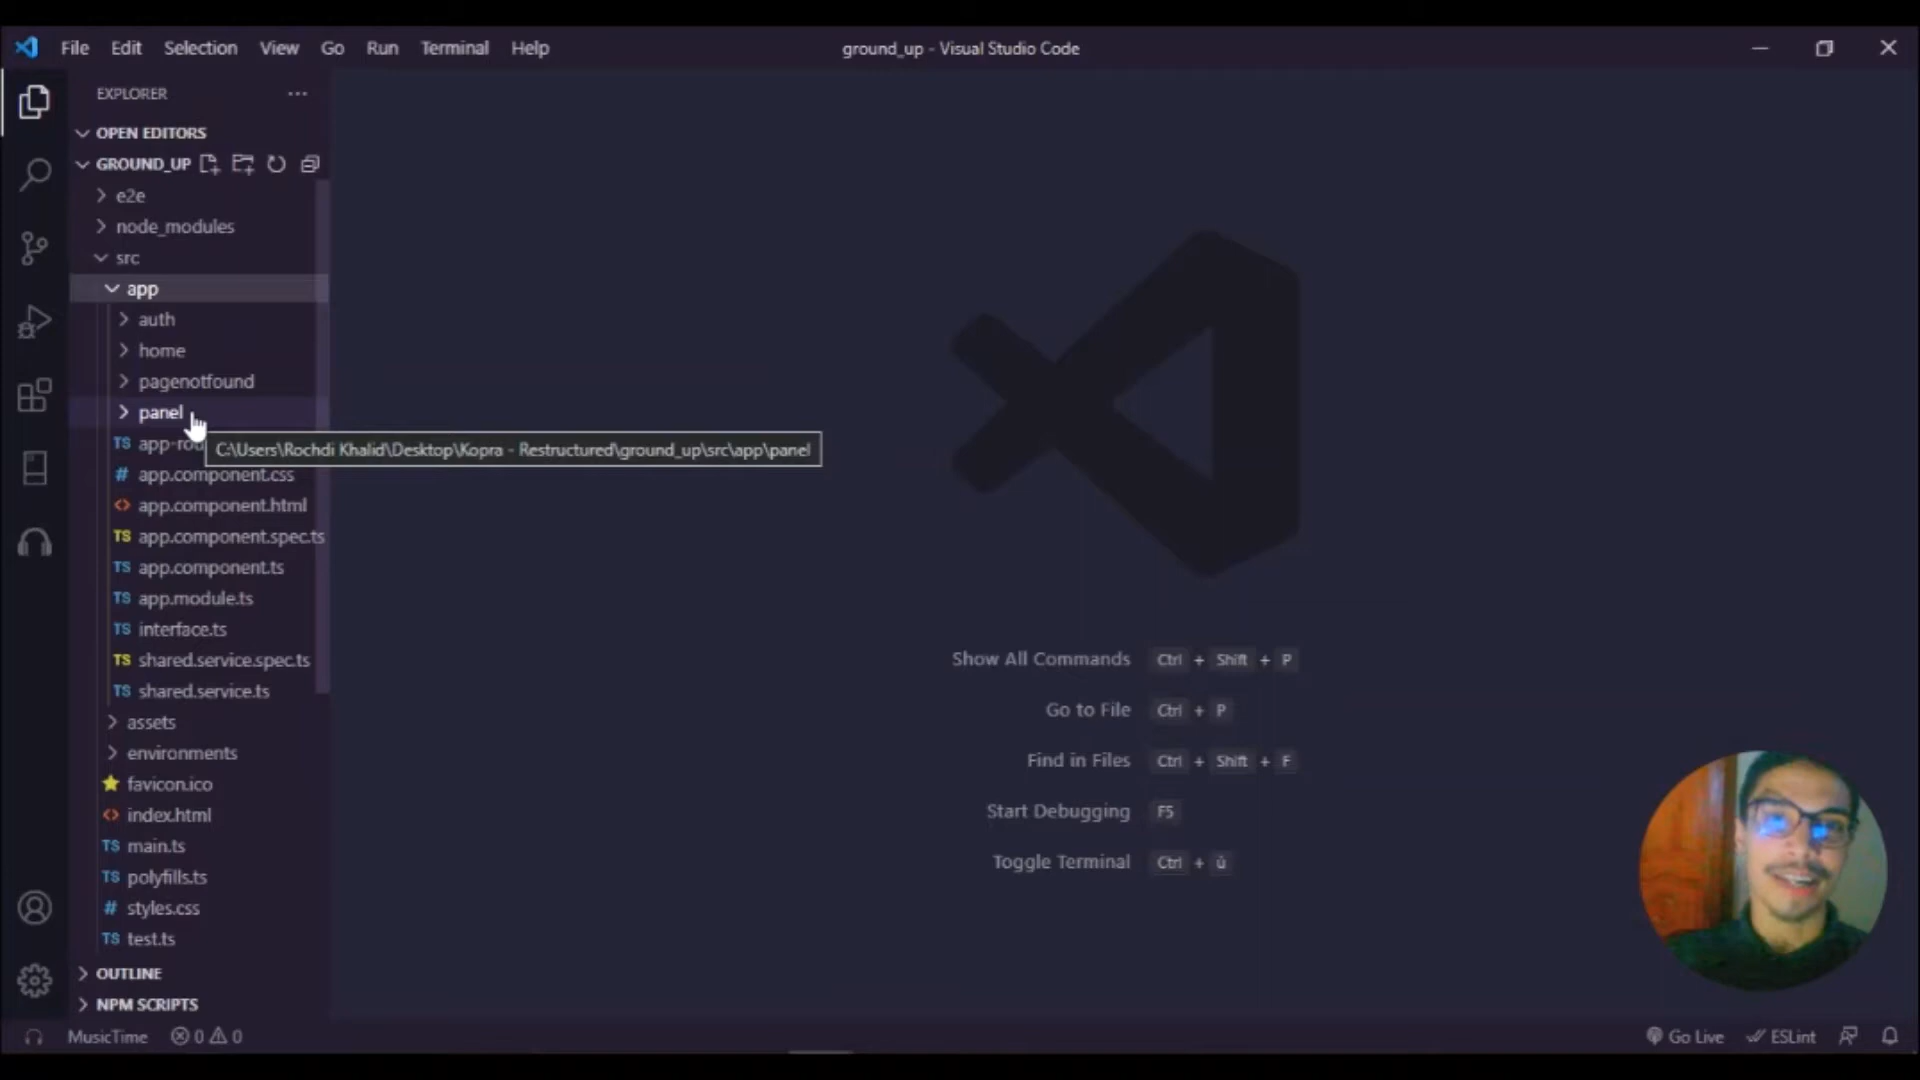 File Edit Selection View Go Run Terminal Help
ground_up - Visual Studio Code
EXPLORER
OPEN EDITORS
GROUND_UP
e2e
node_modules
src
app
auth
home
pagenotfound
panel
app-rou
C:\Users\Rochdi Khalid\Desktop\Kopra - Restructured\ground_up\src\app\panel
app.component.css
app.component.html
app.component.spec.ts
app.component.ts
app.module.ts
interface.ts
shared.service.spec.ts
shared.service.ts
assets
environments
favicon.ico
index.html
main.ts
polyfills.ts
styles.css
test.ts
OUTLINE
NPM SCRIPTS
Show All Commands Ctrl + Shift + P
Go to File Ctrl + P
Find in Files Ctrl + Shift + F
Start Debugging F5
Toggle Terminal Ctrl + ù
MusicTime 0 0
Go Live ESLint